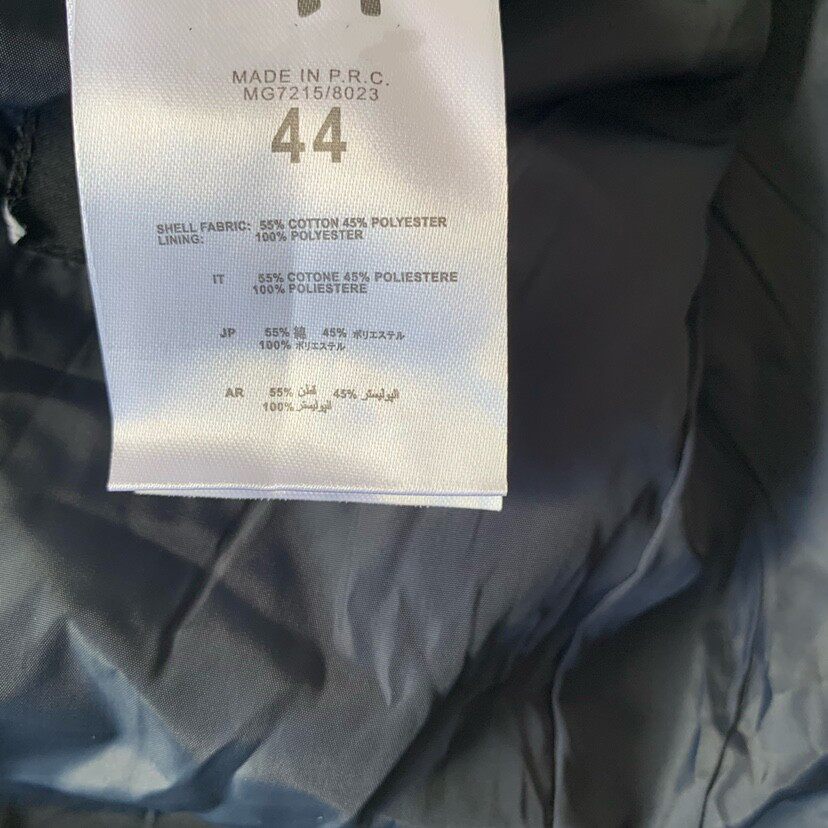 MADE IN P.R.C.
MG7215/8023
44
SHELL FABRIC: 55% COTTON 45% POLYESTER
LINING: 100% POLYESTER
IT 55% COTONE 45% POLIESTERE
100% POLIESTERE
JP 55% 綿 45% ポリエステル
100% ポリエステル
AR 55% قطن 45% البوليستر
100% البوليستر